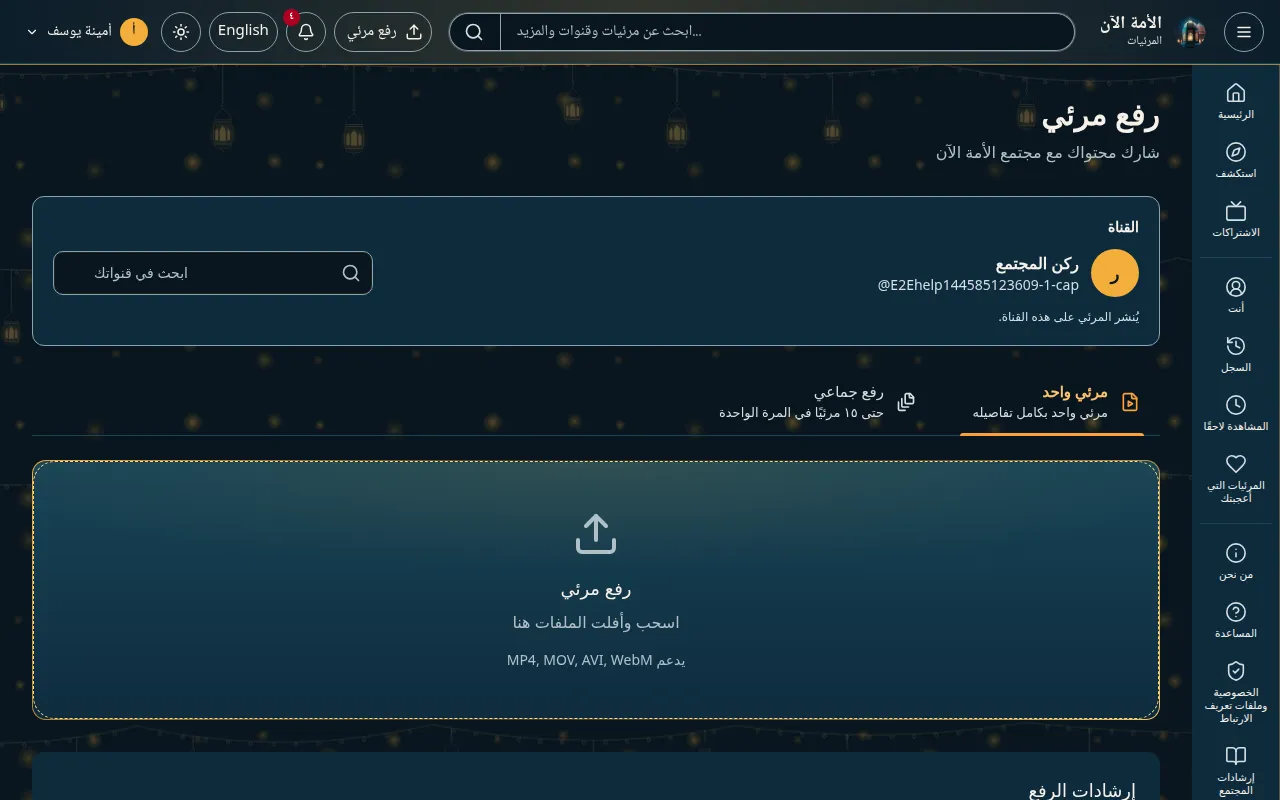 الأمة الآن
المرئيات
ابحث عن مرئيات وقنوات والمزيد...
رفع مرئي
٤
English
أ
أمينة يوسف
الرئيسية
استكشف
الاشتراكات
أنت
السجل
المشاهدة لاحقًا
المرئيات التي
أعجبتك
من نحن
المساعدة
الخصوصية
وملفات تعريف
الارتباط
إرشادات
المجتمع
رفع مرئي
شارك محتواك مع مجتمع الأمة الآن
القناة
ر
ركن المجتمع
@E2Ehelp144585123609-1-cap
يُنشر المرئي على هذه القناة.
ابحث في قنواتك
مرئي واحد
مرئي واحد بكامل تفاصيله
رفع جماعي
حتى ١٥ مرئيًا في المرة الواحدة
رفع مرئي
اسحب وأفلت الملفات هنا
يدعم MP4, MOV, AVI, WebM
إرشادات الرفع